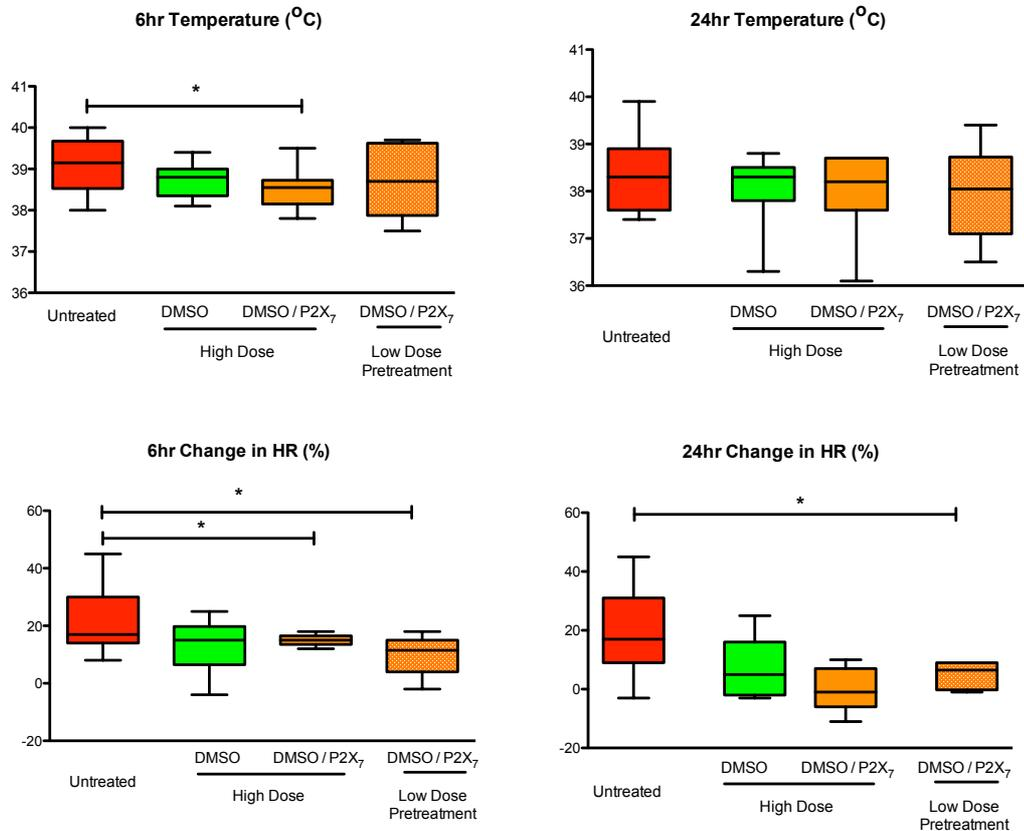 6hr Temperature (°C)
41
*
40
39
38
37
36
Untreated
DMSO
DMSO / P2X7
DMSO / P2X7
High Dose
Low Dose
Pretreatment
24hr Temperature (°C)
41
40
39
38
37
36
Untreated
DMSO
DMSO / P2X7
DMSO / P2X7
High Dose
Low Dose
Pretreatment
6hr Change in HR (%)
60
*
*
40
20
0
-20
Untreated
DMSO
DMSO / P2X7
DMSO / P2X7
High Dose
Low Dose
Pretreatment
24hr Change in HR (%)
60
*
40
20
0
-20
Untreated
DMSO
DMSO / P2X7
DMSO / P2X7
High Dose
Low Dose
Pretreatment